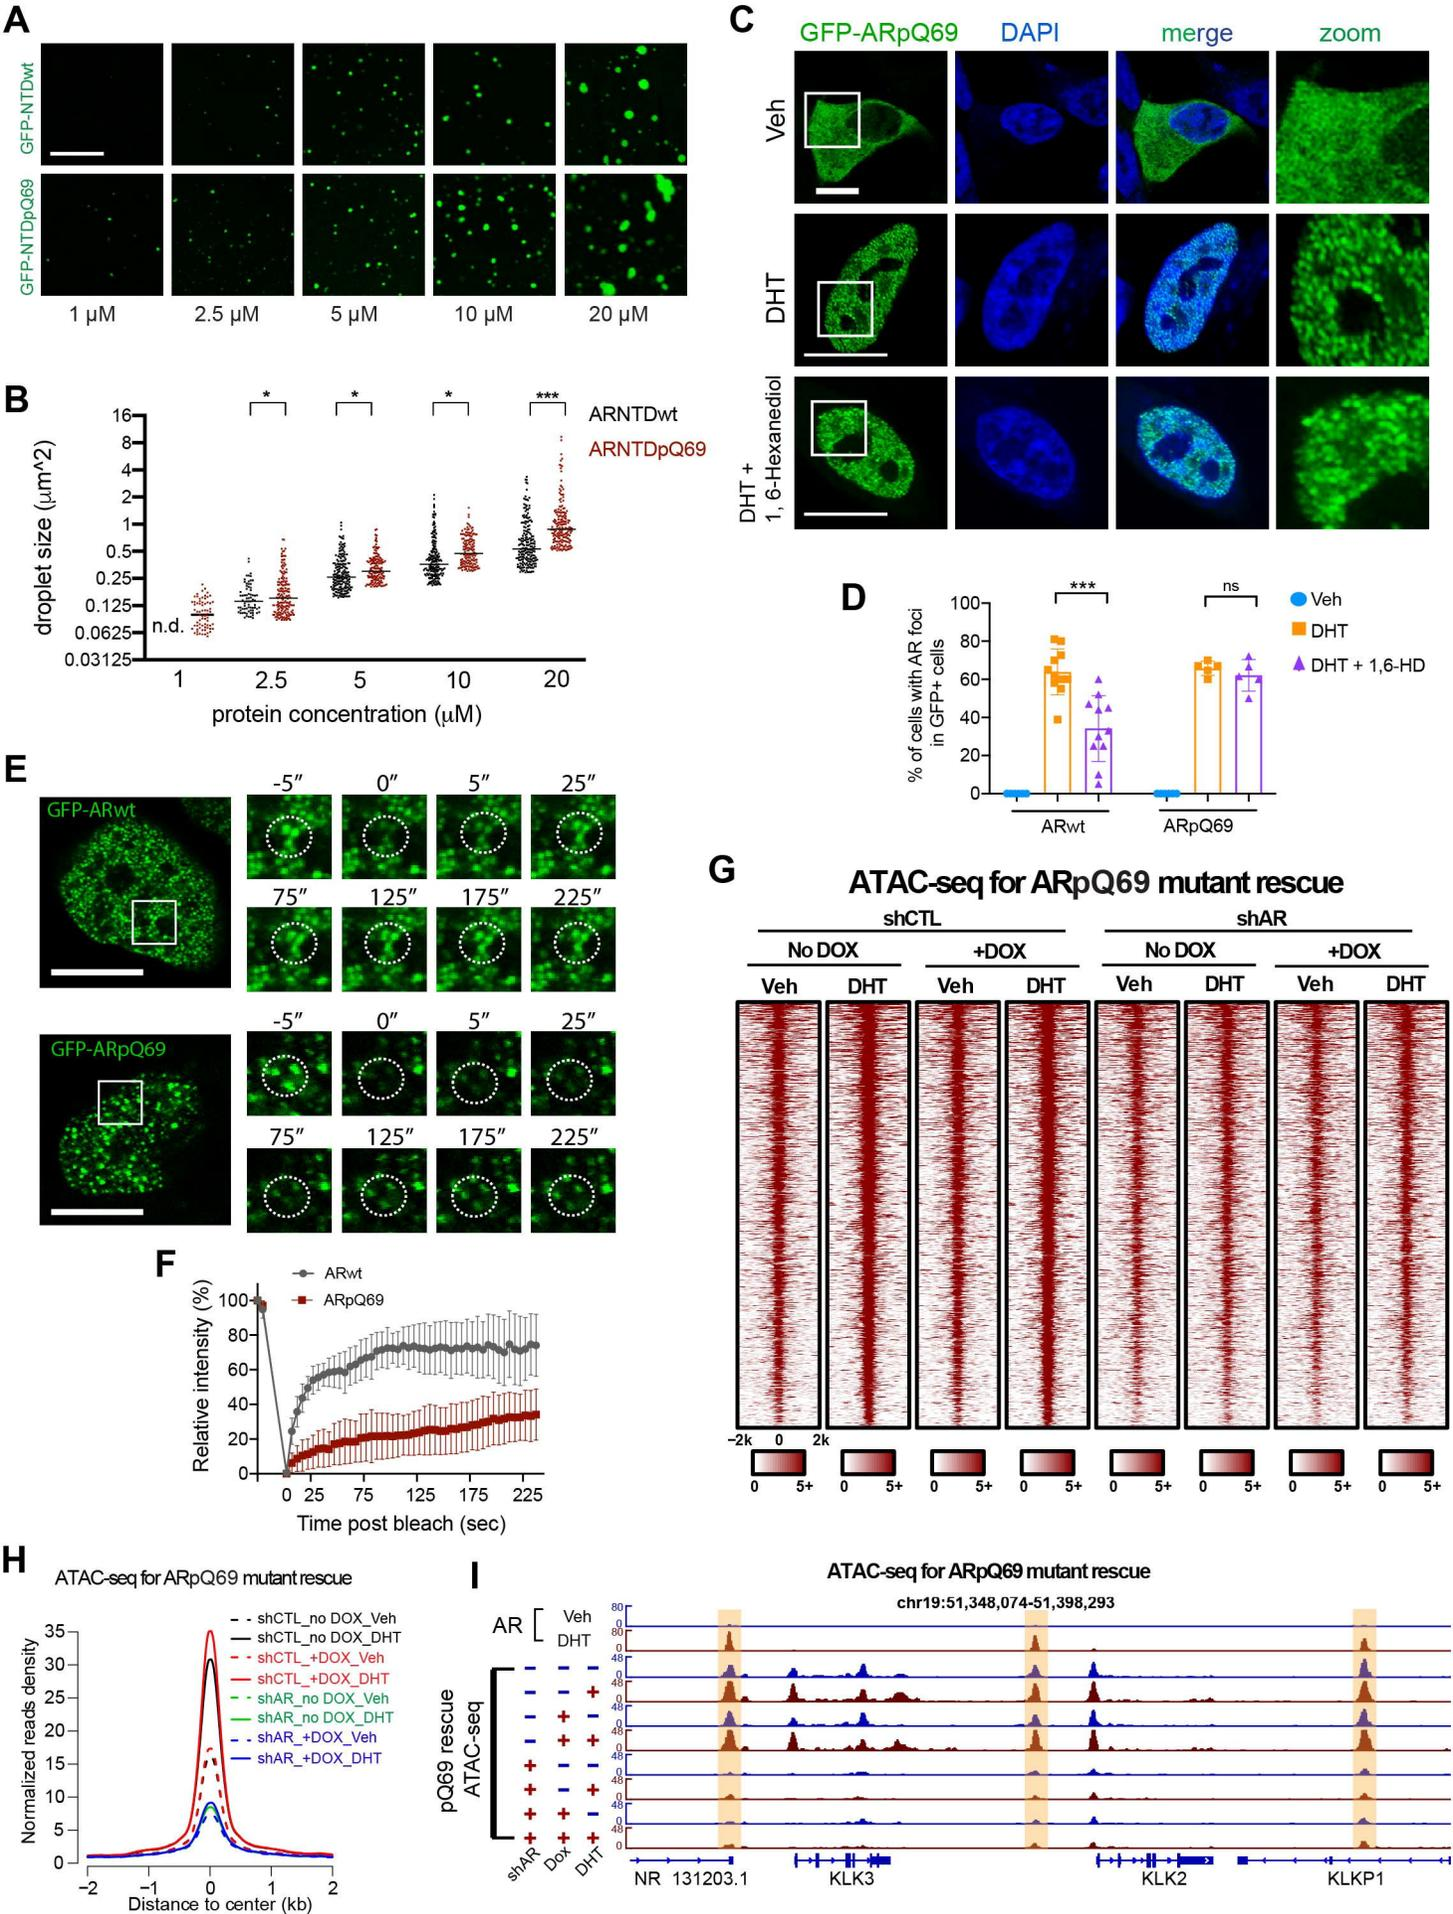 A
GFP-NTDwt
GFP-NTDpQ69
1 µM 2.5 µM 5 µM 10 µM 20 µM
B
* * * ***
ARNTDwt
ARNTDpQ69
droplet size (µm^2)
16
8
4
2
1
0.5
0.25
0.125
0.0625
0.03125
n.d.
1 2.5 5 10 20
protein concentration (µM)
C
GFP-ARpQ69 DAPI merge zoom
Veh
DHT
DHT +
1, 6-Hexanediol
D
*** ns
% of cells with AR foci
in GFP+ cells
100
80
60
40
20
0
ARwt ARpQ69
Veh
DHT
DHT + 1,6-HD
E
GFP-ARwt
-5″ 0″ 5″ 25″
75″ 125″ 175″ 225″
GFP-ARpQ69
-5″ 0″ 5″ 25″
75″ 125″ 175″ 225″
F
ARwt
ARpQ69
Relative intensity (%)
100
80
60
40
20
0
0 25 75 125 175 225
Time post bleach (sec)
G
ATAC-seq for ARpQ69 mutant rescue
shCTL shAR
No DOX +DOX No DOX +DOX
Veh DHT Veh DHT Veh DHT Veh DHT
−2k 0 2k
0 5+ 0 5+ 0 5+ 0 5+ 0 5+ 0 5+ 0 5+ 0 5+
H
ATAC-seq for ARpQ69 mutant rescue
Normalized reads density
35
30
25
20
15
10
5
0
shCTL_no DOX_Veh
shCTL_no DOX_DHT
shCTL_+DOX_Veh
shCTL_+DOX_DHT
shAR_no DOX_Veh
shAR_no DOX_DHT
shAR_+DOX_Veh
shAR_+DOX_DHT
−2 −1 0 1 2
Distance to center (kb)
I
ATAC-seq for ARpQ69 mutant rescue
chr19:51,348,074-51,398,293
AR
Veh
DHT
80
0
80
0
pQ69 rescue
ATAC-seq
− − − 48 0
− − + 48 0
− + − 48 0
− + + 48 0
+ − − 48 0
+ − + 48 0
+ + − 48 0
+ + + 48 0
shAR Dox DHT
NR 131203.1 KLK3 KLK2 KLKP1